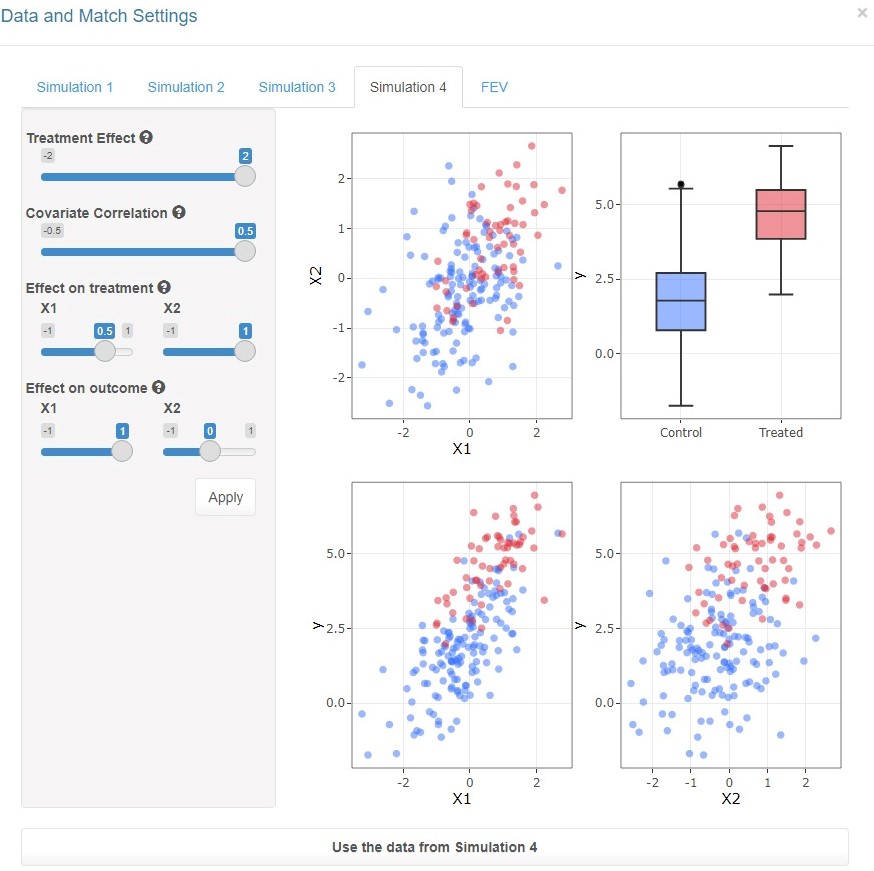 Data and Match Settings
×
Simulation 1 Simulation 2 Simulation 3 Simulation 4 FEV
Treatment Effect ?
-2 2
Covariate Correlation ?
-0.5 0.5
Effect on treatment ?
X1 X2
-1 0.5 1 -1 1
Effect on outcome ?
X1 X2
-1 1 -1 0 1
Apply
X2
2
1
0
-1
-2
-2 0 2
X1
y
5.0
2.5
0.0
Control Treated
y
5.0
2.5
0.0
-2 0 2
X1
y
5.0
2.5
0.0
-2 -1 0 1 2
X2
Use the data from Simulation 4